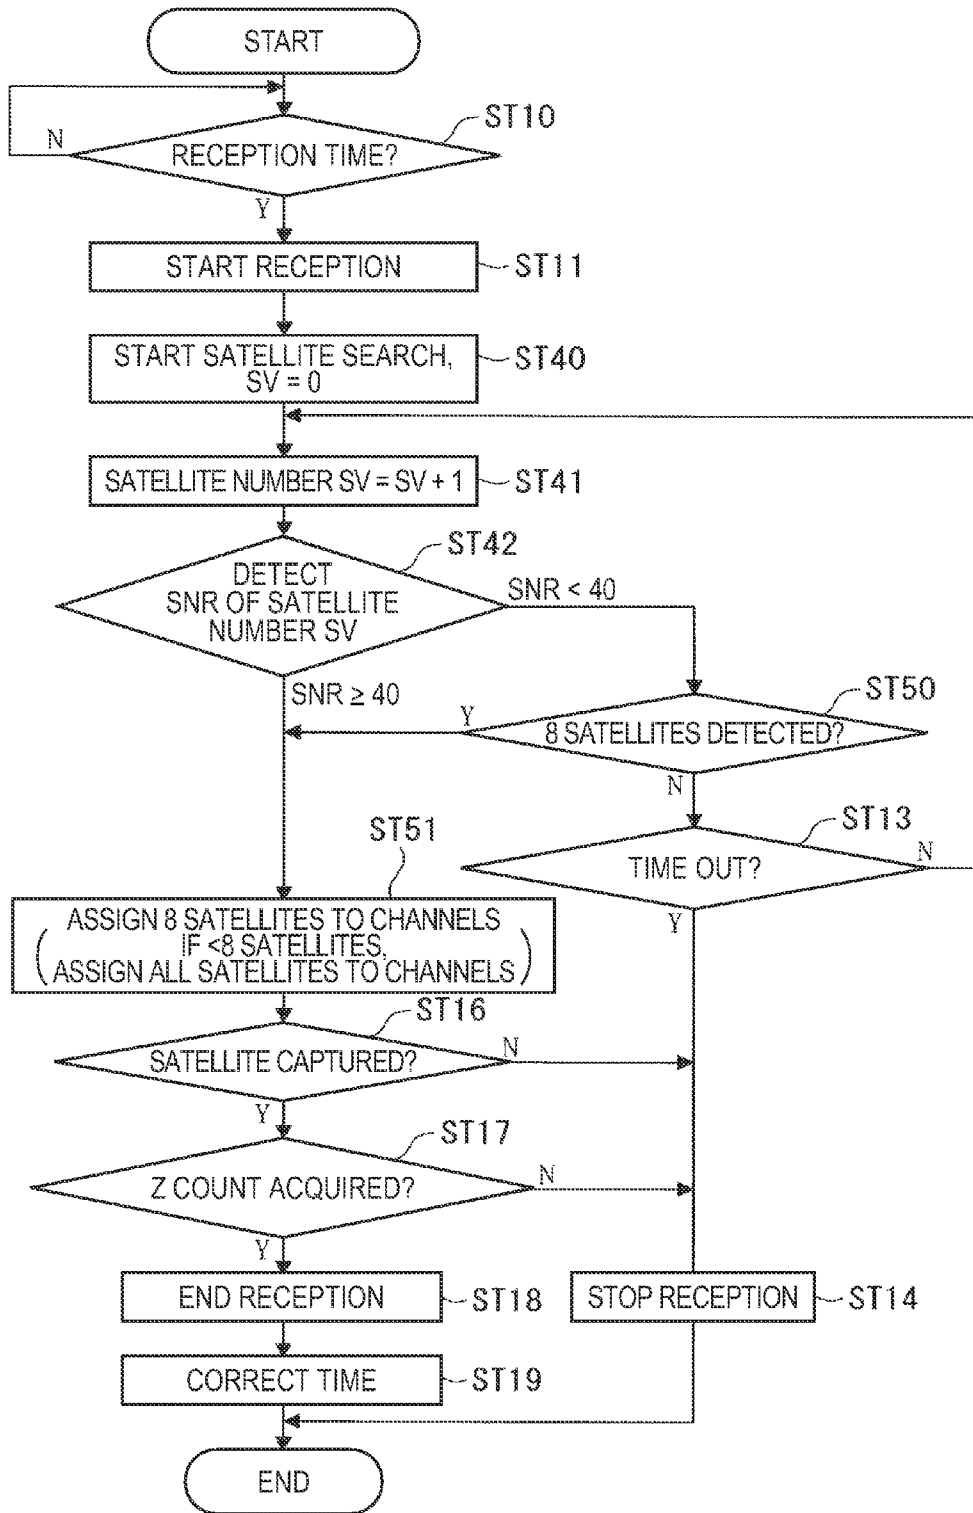 START
ST10
N
RECEPTION TIME?
Y
START RECEPTION
ST11
START SATELLITE SEARCH,
SV = 0
ST40
SATELLITE NUMBER SV = SV + 1
ST41
ST42
DETECT
SNR OF SATELLITE
NUMBER SV
SNR < 40
SNR ≥ 40
ST50
Y
8 SATELLITES DETECTED?
N
ST13
TIME OUT?
N
Y
ST51
ASSIGN 8 SATELLITES TO CHANNELS
( IF <8 SATELLITES,
ASSIGN ALL SATELLITES TO CHANNELS )
ST16
SATELLITE CAPTURED?
N
Y
ST17
Z COUNT ACQUIRED?
N
Y
END RECEPTION
ST18
STOP RECEPTION
ST14
CORRECT TIME
ST19
END